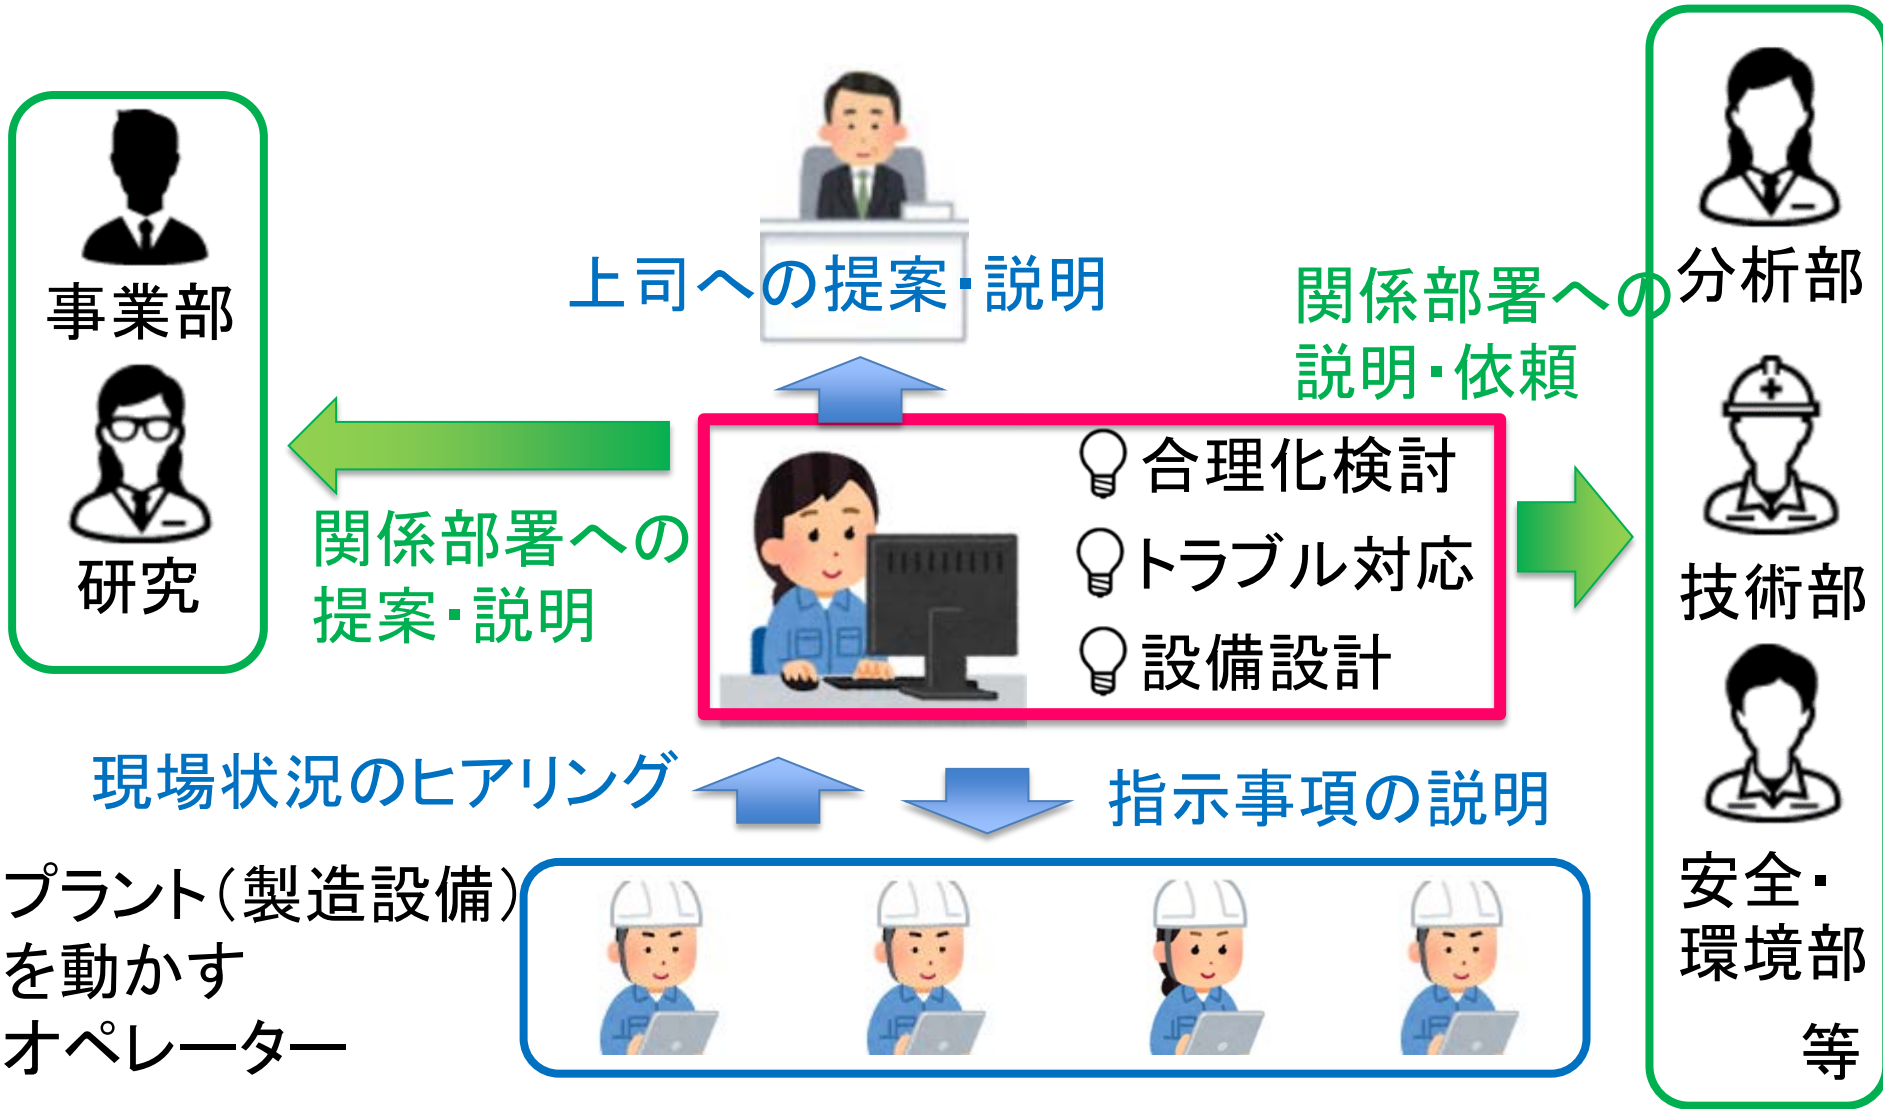 事業部
研究
上司への提案・説明
関係部署への
説明・依頼
関係部署への
提案・説明
合理化検討
トラブル対応
設備設計
分析部
技術部
安全・
環境部
等
現場状況のヒアリング
指示事項の説明
プラント（製造設備）
を動かす
オペレーター